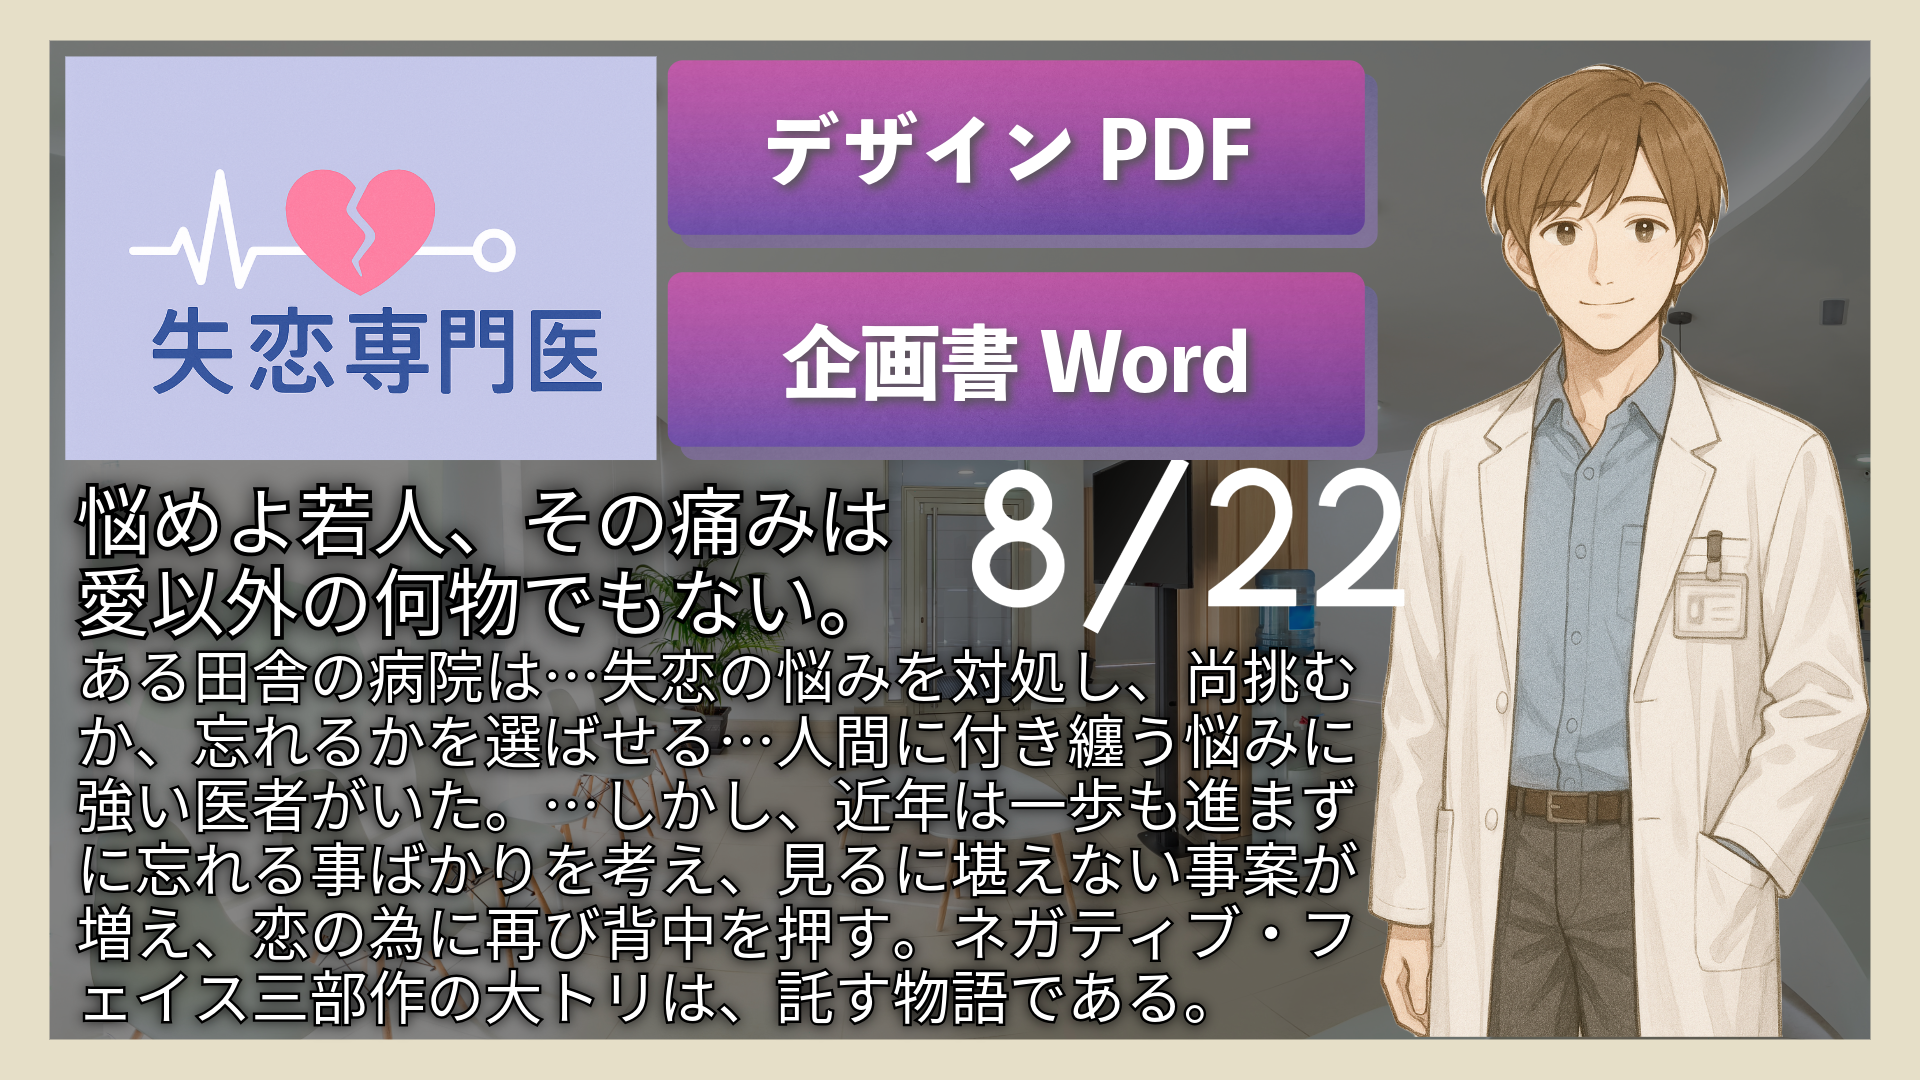 失恋専門医
デザイン PDF
企画書 Word
8/22
悩めよ若人、その痛みは
愛以外の何物でもない。
ある田舎の病院は…失恋の悩みを対処し、尚挑む
か、忘れるかを選ばせる…人間に付き纏う悩みに
強い医者がいた。…しかし、近年は一歩も進まず
に忘れる事ばかりを考え、見るに堪えない事案が
増え、恋の為に再び背中を押す。ネガティブ・フ
ェイス三部作の大トリは、託す物語である。